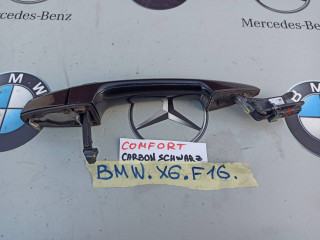 Mercedes-Benz
Mercedes-Benz
COMFORT
CARBON SCHWARZ
BMW.X6.F16.